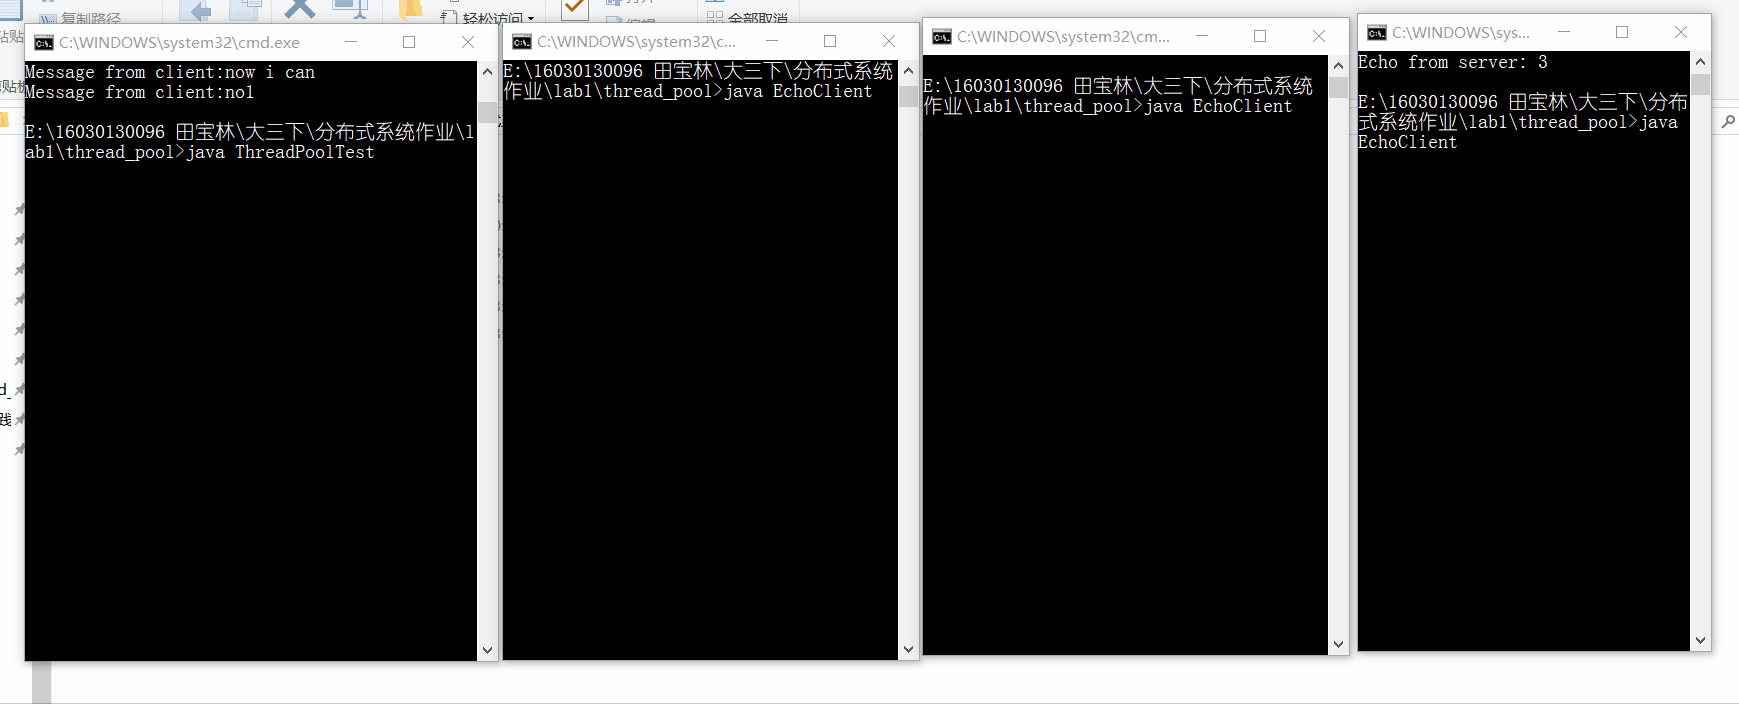 复制路径
轻松访问
全部取消
C:\WINDOWS\system32\cmd.exe
Message from client:now i can
Message from client:no1
E:\16030130096 田宝林\大三下\分布式系统作业\l
ab1\thread_pool>java ThreadPoolTest
C:\WINDOWS\system32\c...
E:\16030130096 田宝林\大三下\分布式系统
作业\lab1\thread_pool>java EchoClient
C:\WINDOWS\system32\cm...
E:\16030130096 田宝林\大三下\分布式系统
作业\lab1\thread_pool>java EchoClient
C:\WINDOWS\sys...
Echo from server: 3
E:\16030130096 田宝林\大三下\分布
式系统作业\lab1\thread_pool>java
EchoClient
d_
践